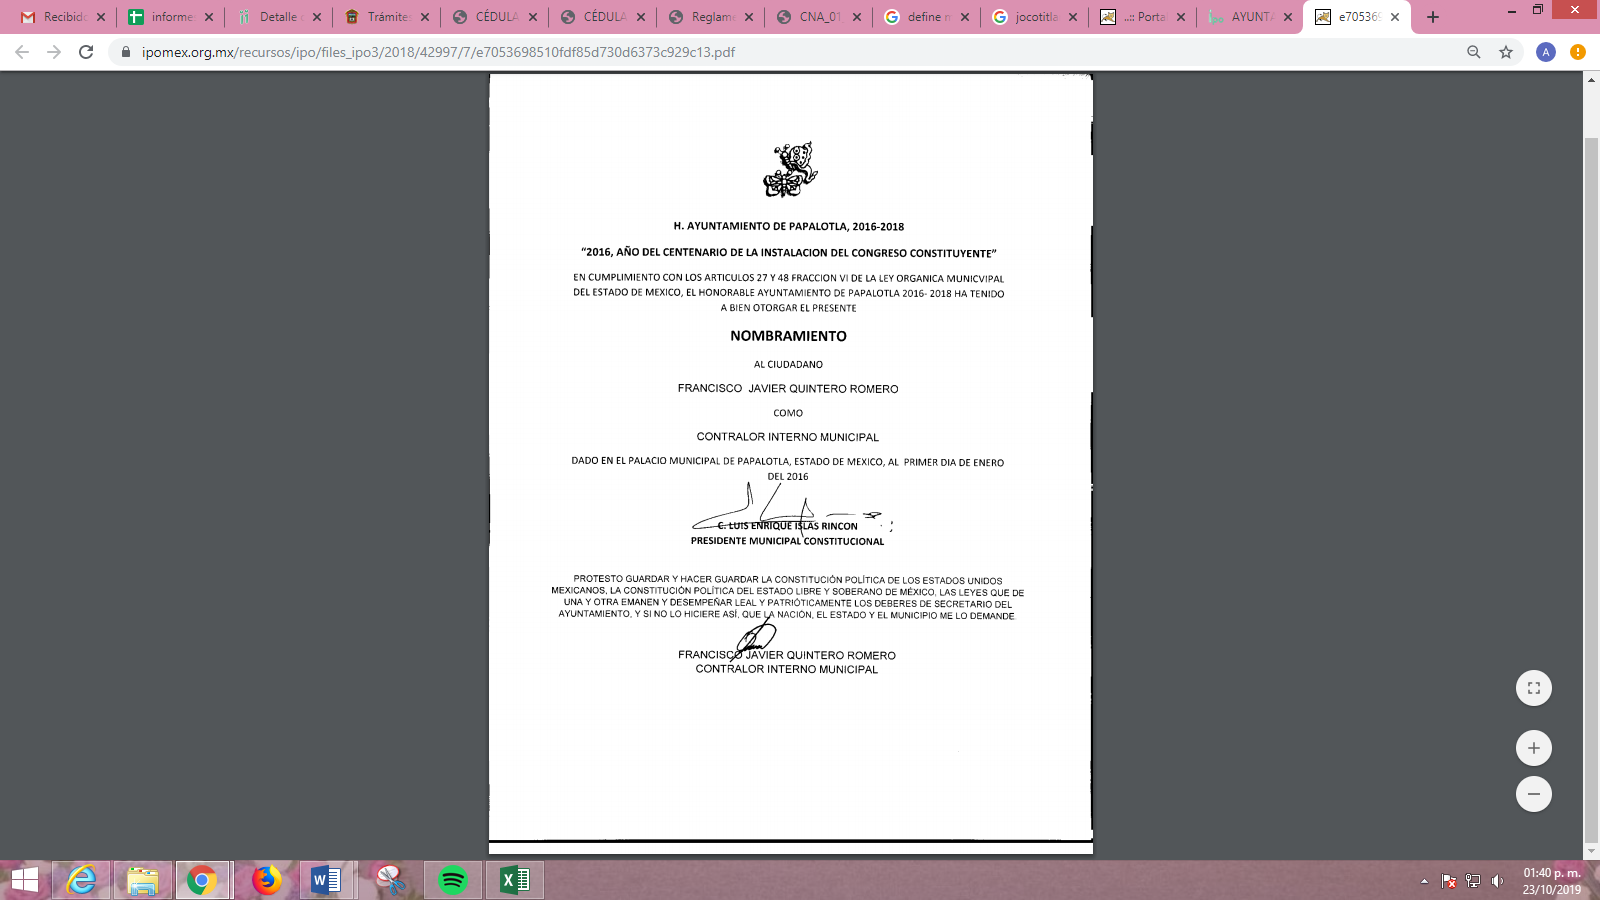 Recibido
informe
Detalle
Trámite
CÉDULA
CÉDULA
Reglame
CNA_01
define m
jocotitla
..:: Porta
AYUNTA
e705369
ipomex.org.mx/recursos/ipo/files_ipo3/2018/42997/7/e7053698510fdf85d730d6373c929c13.pdf
A
H. AYUNTAMIENTO DE PAPALOTLA, 2016-2018
“2016, AÑO DEL CENTENARIO DE LA INSTALACION DEL CONGRESO CONSTITUYENTE”
EN CUMPLIMIENTO CON LOS ARTICULOS 27 Y 48 FRACCION VI DE LA LEY ORGANICA MUNICVIPAL
DEL ESTADO DE MEXICO, EL HONORABLE AYUNTAMIENTO DE PAPALOTLA 2016- 2018 HA TENIDO
A BIEN OTORGAR EL PRESENTE
NOMBRAMIENTO
AL CIUDADANO
FRANCISCO JAVIER QUINTERO ROMERO
COMO
CONTRALOR INTERNO MUNICIPAL
DADO EN EL PALACIO MUNICIPAL DE PAPALOTLA, ESTADO DE MEXICO, AL PRIMER DIA DE ENERO
DEL 2016
C. LUIS ENRIQUE ISLAS RINCON
PRESIDENTE MUNICIPAL CONSTITUCIONAL
PROTESTO GUARDAR Y HACER GUARDAR LA CONSTITUCIÓN POLÍTICA DE LOS ESTADOS UNIDOS
MEXICANOS, LA CONSTITUCIÓN POLÍTICA DEL ESTADO LIBRE Y SOBERANO DE MÉXICO, LAS LEYES QUE DE
UNA Y OTRA EMANEN Y DESEMPEÑAR LEAL Y PATRIÓTICAMENTE LOS DEBERES DE SECRETARIO DEL
AYUNTAMIENTO, Y SI NO LO HICIERE ASÍ, QUE LA NACIÓN, EL ESTADO Y EL MUNICIPIO ME LO DEMANDE.
FRANCISCO JAVIER QUINTERO ROMERO
CONTRALOR INTERNO MUNICIPAL
01:40 p. m.
23/10/2019